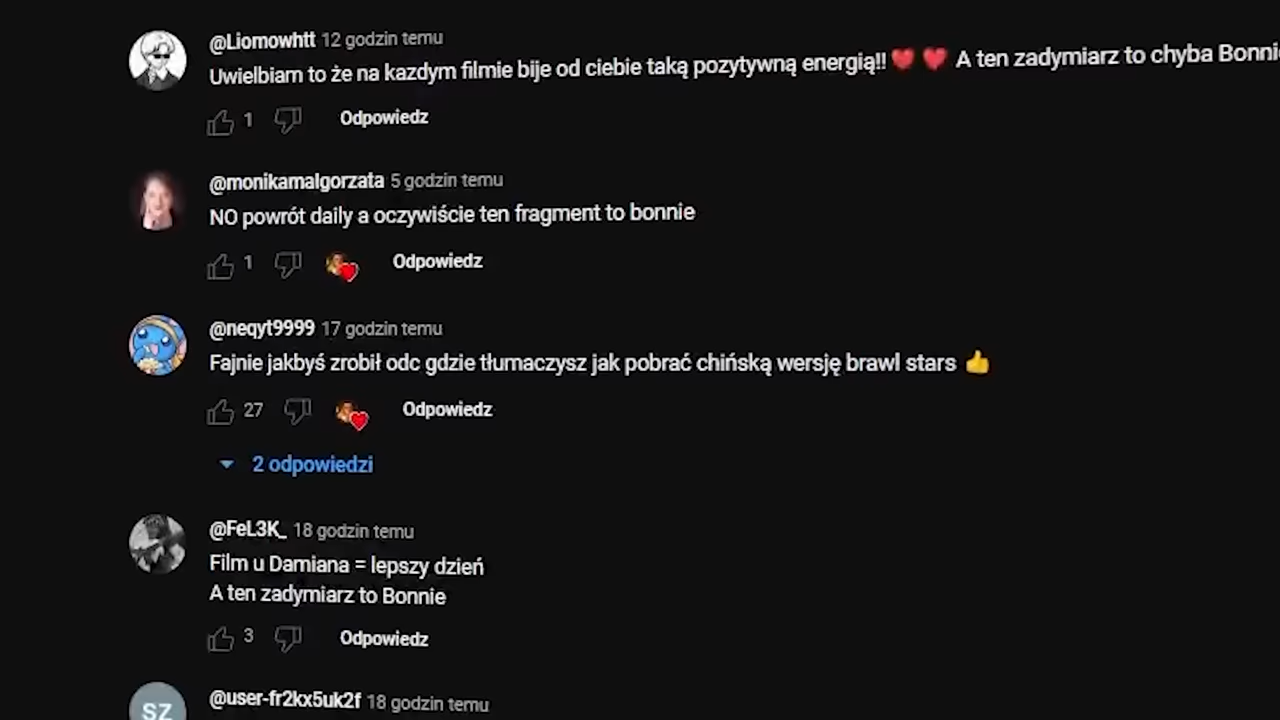 @Liomowhtt 12 godzin temu
Uwielbiam to że na kazdym filmie bije od ciebie taką pozytywną energią!!❤️ ❤️ A ten zadymiarz to chyba Bonni
1 Odpowiedz
@monikamalgorzata 5 godzin temu
NO powrót daily a oczywiście ten fragment to bonnie
1 Odpowiedz
@neqyt9999 17 godzin temu
Fajnie jakbyś zrobił odc gdzie tłumaczysz jak pobrać chińską wersję brawl stars 👍
27 Odpowiedz
2 odpowiedzi
@FeL3K_ 18 godzin temu
Film u Damiana = lepszy dzień
A ten zadymiarz to Bonnie
3 Odpowiedz
SZ @user-fr2kx5uk2f 18 godzin temu